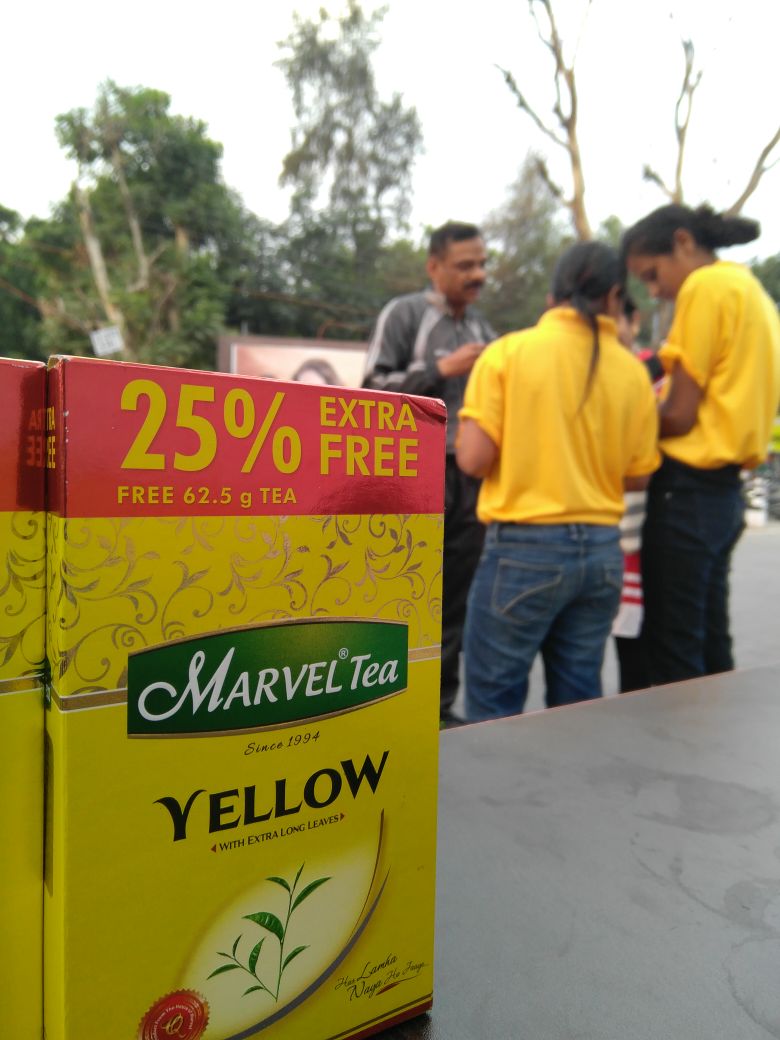 25% EXTRA
FREE
FREE 62.5 g TEA
MARVEL® Tea
Since 1994
YELLOW
WITH EXTRA LONG LEAVES
Har Lamha
Naya Ho Jaaye